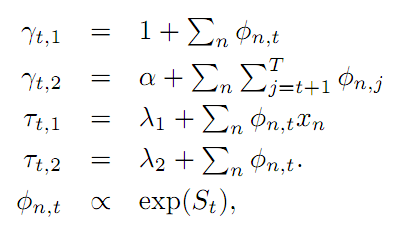 γ_{t,1} = 1 + ∑_n ϕ_{n,t}
γ_{t,2} = α + ∑_n ∑_{j=t+1}^T ϕ_{n,j}
τ_{t,1} = λ_1 + ∑_n ϕ_{n,t} x_n
τ_{t,2} = λ_2 + ∑_n ϕ_{n,t}.
ϕ_{n,t} ∝ exp(S_t),